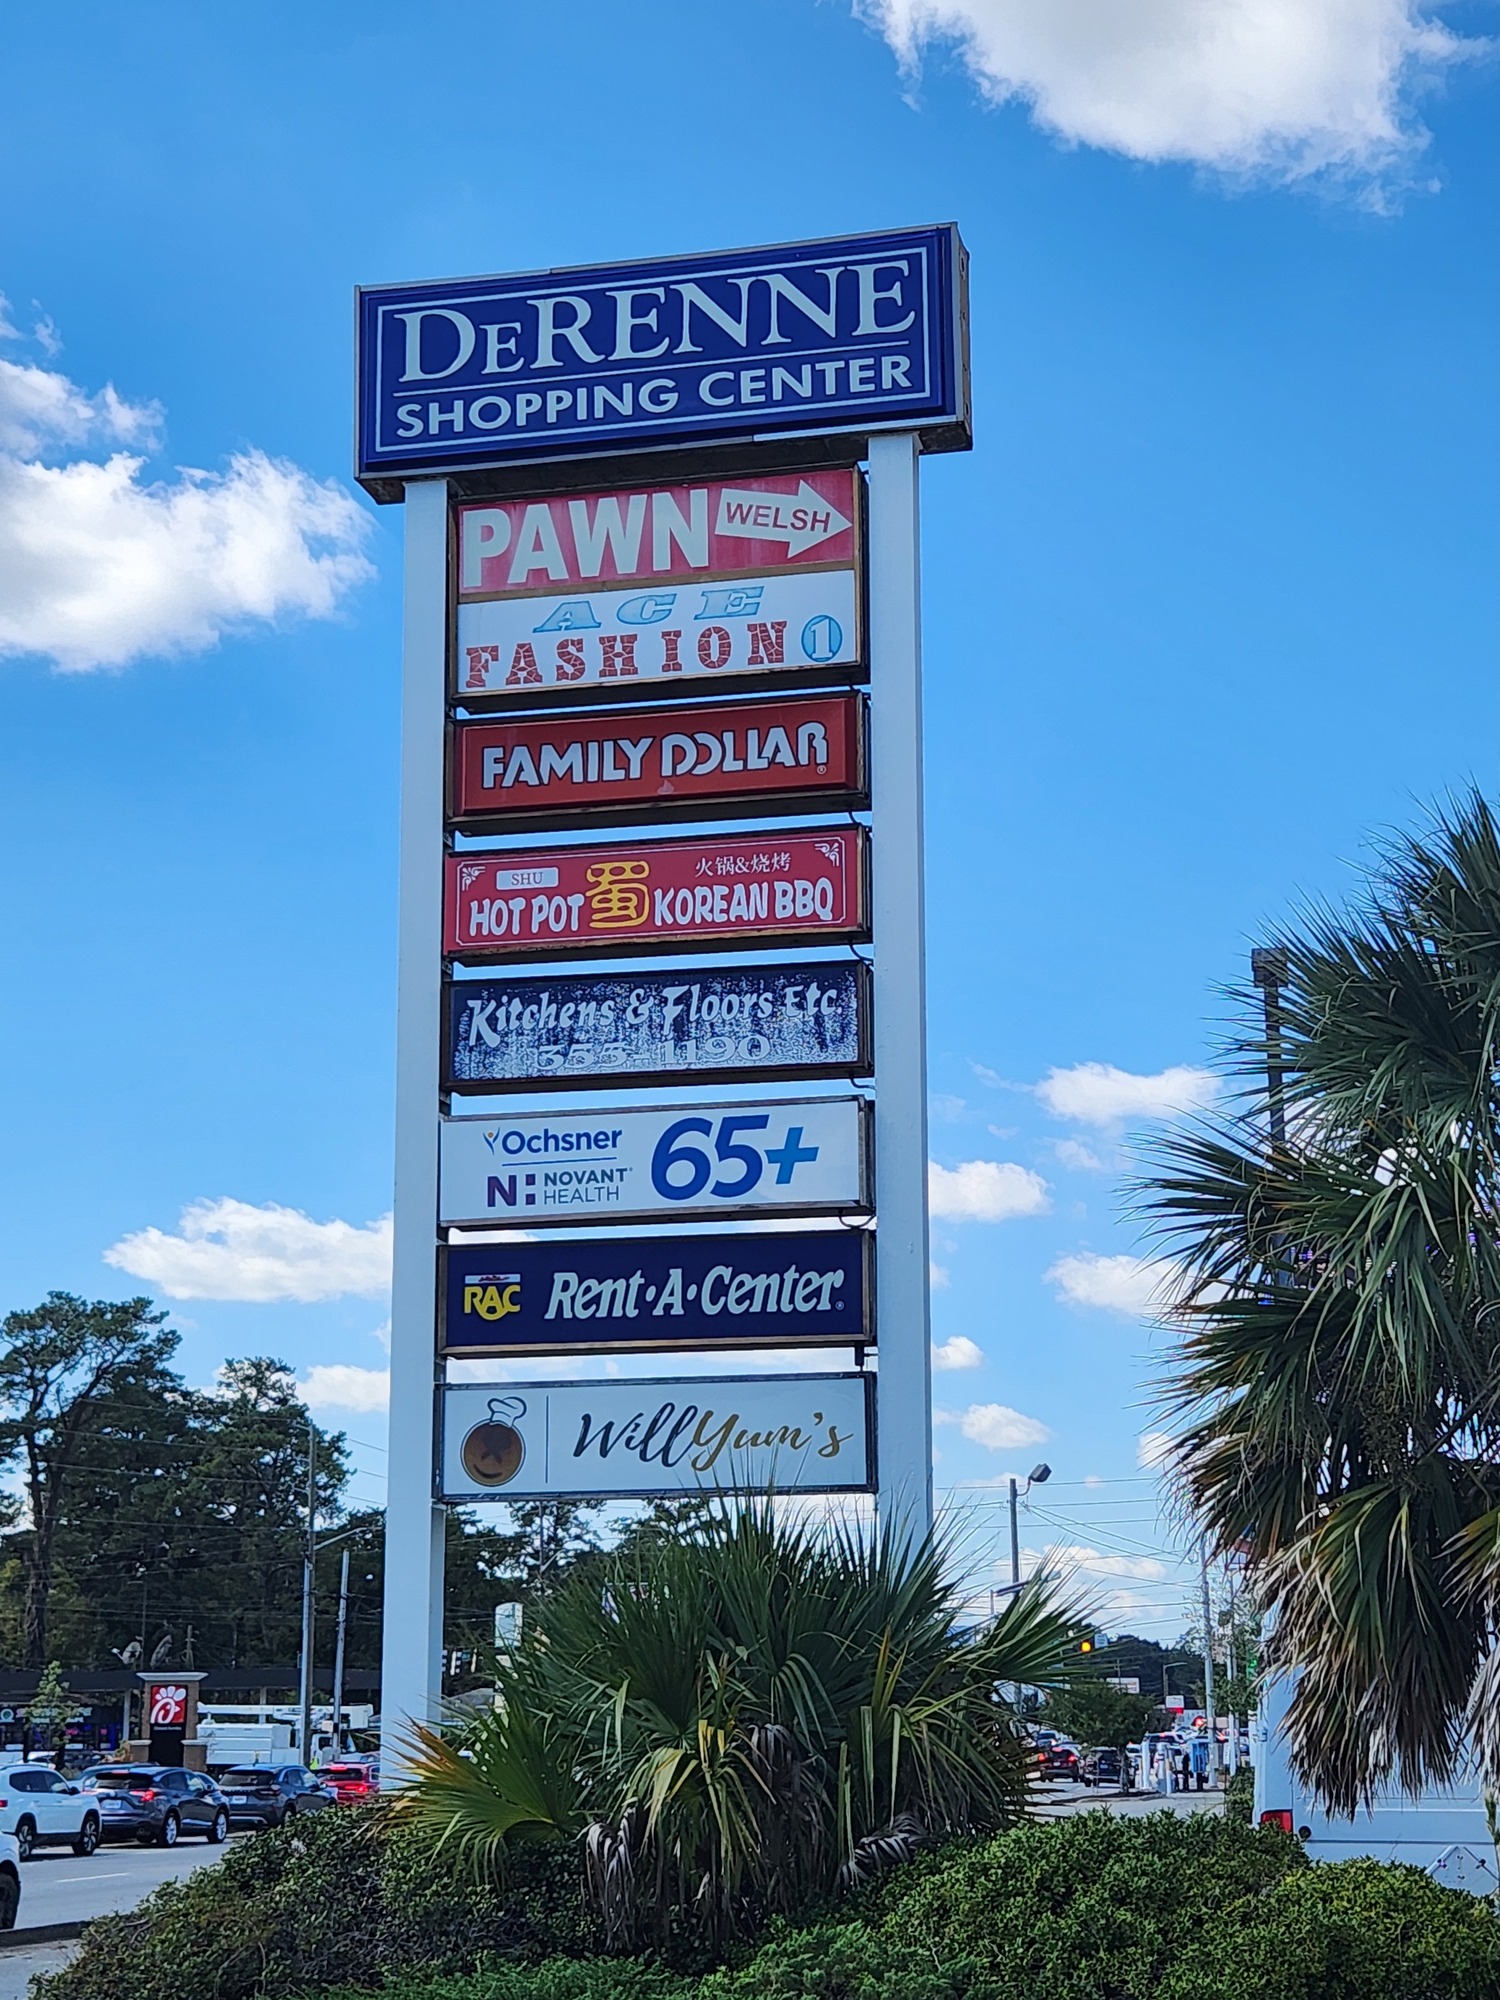 DERENNE
SHOPPING CENTER
PAWN WELSH
ACE
FASHION 1
FAMILY DOLLAR®
SHU 火锅&烧烤
HOT POT 蜀 KOREAN BBQ
Kitchens & Floors Etc
355-1190
Ochsner
NOVANT®
HEALTH
65+
RAC Rent·A·Center®
WillYum's